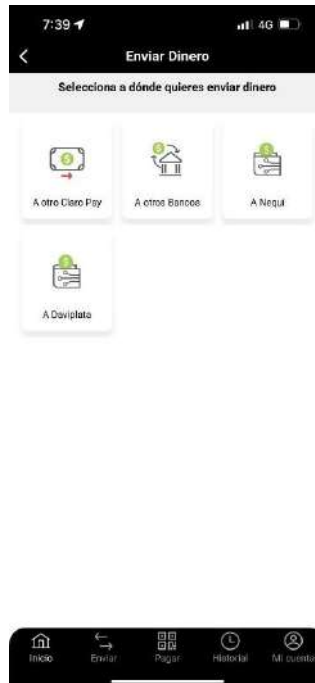 7:39
4G
Enviar Dinero
Selecciona a dónde quieres enviar dinero
A otro Claro Pay
A otros Bancos
A Nequi
A Daviplata
Inicio
Enviar
Pagar
Historial
Mi cuenta